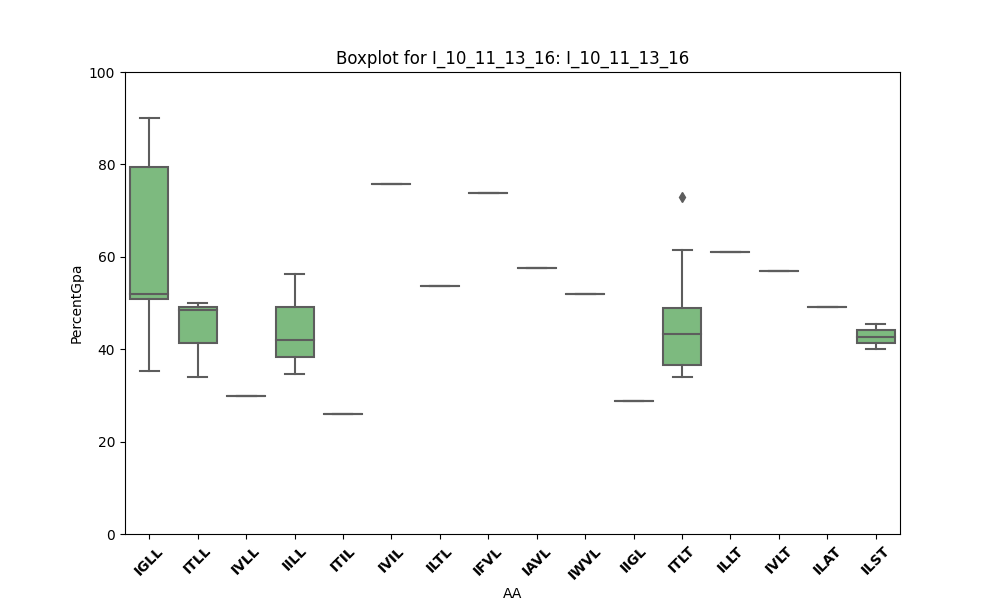 Boxplot for I_10_11_13_16: I_10_11_13_16
PercentGpa
100
80
60
40
20
0
IGLL ITLL IVLL IILL ITIL IVIL ILTL IFVL IAVL IWVL IIGL ITLT ILLT IVLT ILAT ILST
AA